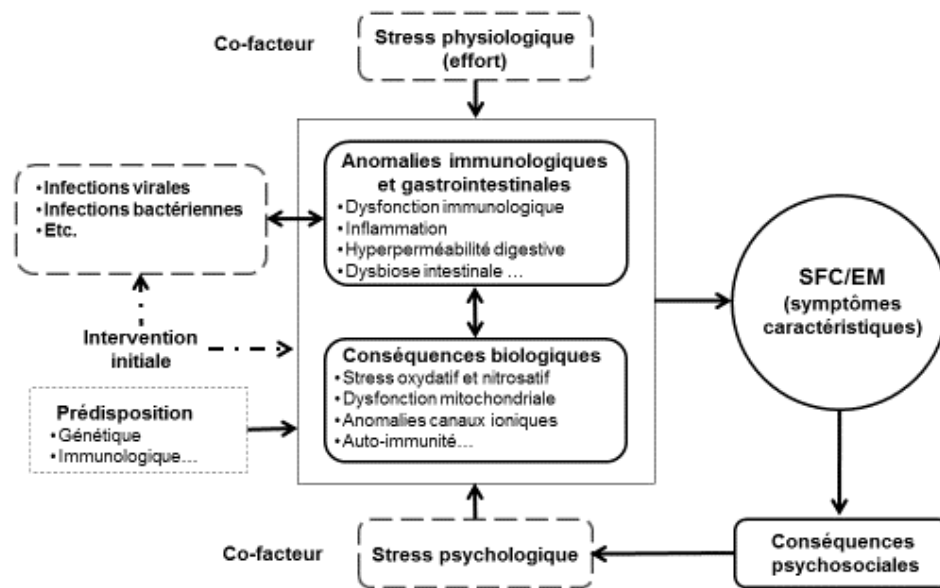 Co-facteur
Stress physiologique
(effort)
Anomalies immunologiques
et gastrointestinales
•Dysfonction immunologique
•Inflammation
•Hyperperméabilité digestive
•Dysbiose intestinale ...
•Infections virales
•Infections bactériennes
•Etc.
SFC/EM
(symptômes
caractéristiques)
Intervention
initiale
Conséquences biologiques
•Stress oxydatif et nitrosatif
•Dysfonction mitochondriale
•Anomalies canaux ioniques
•Auto-immunité...
Prédisposition
•Génétique
•Immunologique...
Co-facteur
Stress psychologique
Conséquences
psychosociales